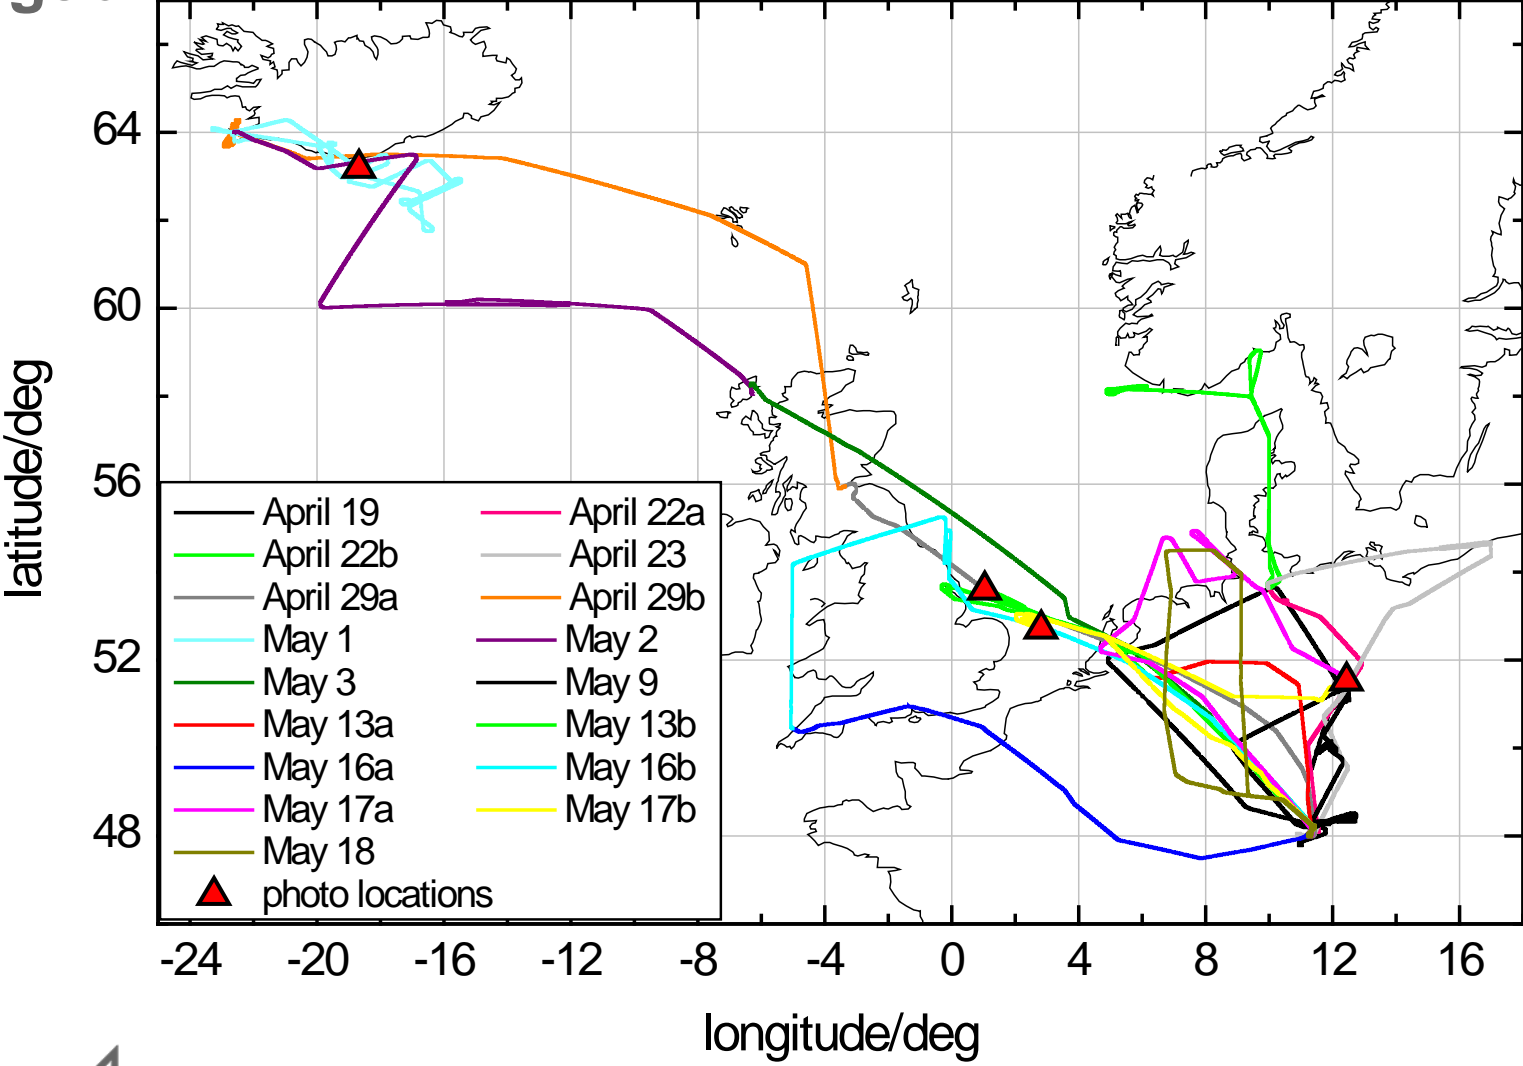 64
60
56
52
48
latitude/deg
April 19 April 22a
April 22b April 23
April 29a April 29b
May 1 May 2
May 3 May 9
May 13a May 13b
May 16a May 16b
May 17a May 17b
May 18
photo locations
-24 -20 -16 -12 -8 -4 0 4 8 12 16
longitude/deg